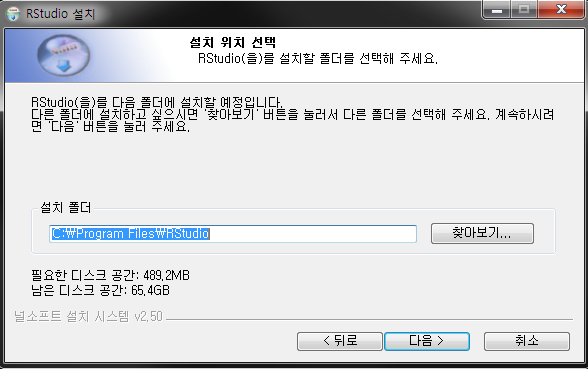 RStudio 설치
설치 위치 선택
RStudio(을)를 설치할 폴더를 선택해 주세요.
RStudio(을)를 다음 폴더에 설치할 예정입니다.
다른 폴더에 설치하고 싶으시면 '찾아보기' 버튼을 눌러서 다른 폴더를 선택해 주세요. 계속하시려
면 '다음' 버튼을 눌러 주세요.
설치 폴더
C:₩Program Files₩RStudio
찾아보기...
필요한 디스크 공간: 489.2MB
남은 디스크 공간: 65.4GB
널소프트 설치 시스템 v2.50
< 뒤로
다음 >
취소